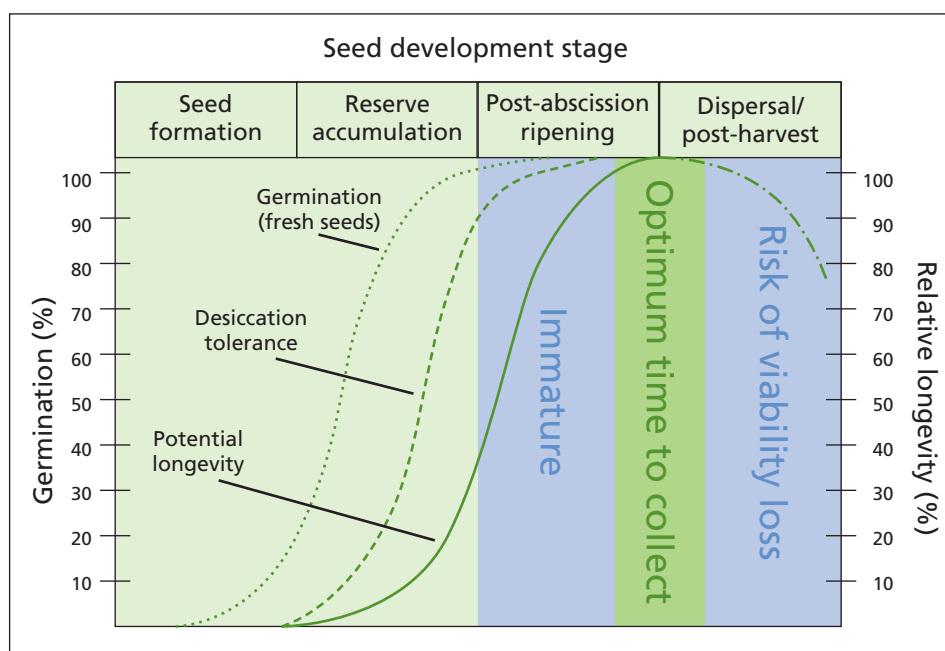 Seed development stage
Seed
formation
Reserve
accumulation
Post-abscission
ripening
Dispersal/
post-harvest
Germination (%)
100
90
80
70
60
50
40
30
20
10
Germination
(fresh seeds)
Desiccation
tolerance
Potential
longevity
Immature
Optimum time to collect
Risk of viability loss
100
90
80
70
60
50
40
30
20
10
Relative longevity (%)